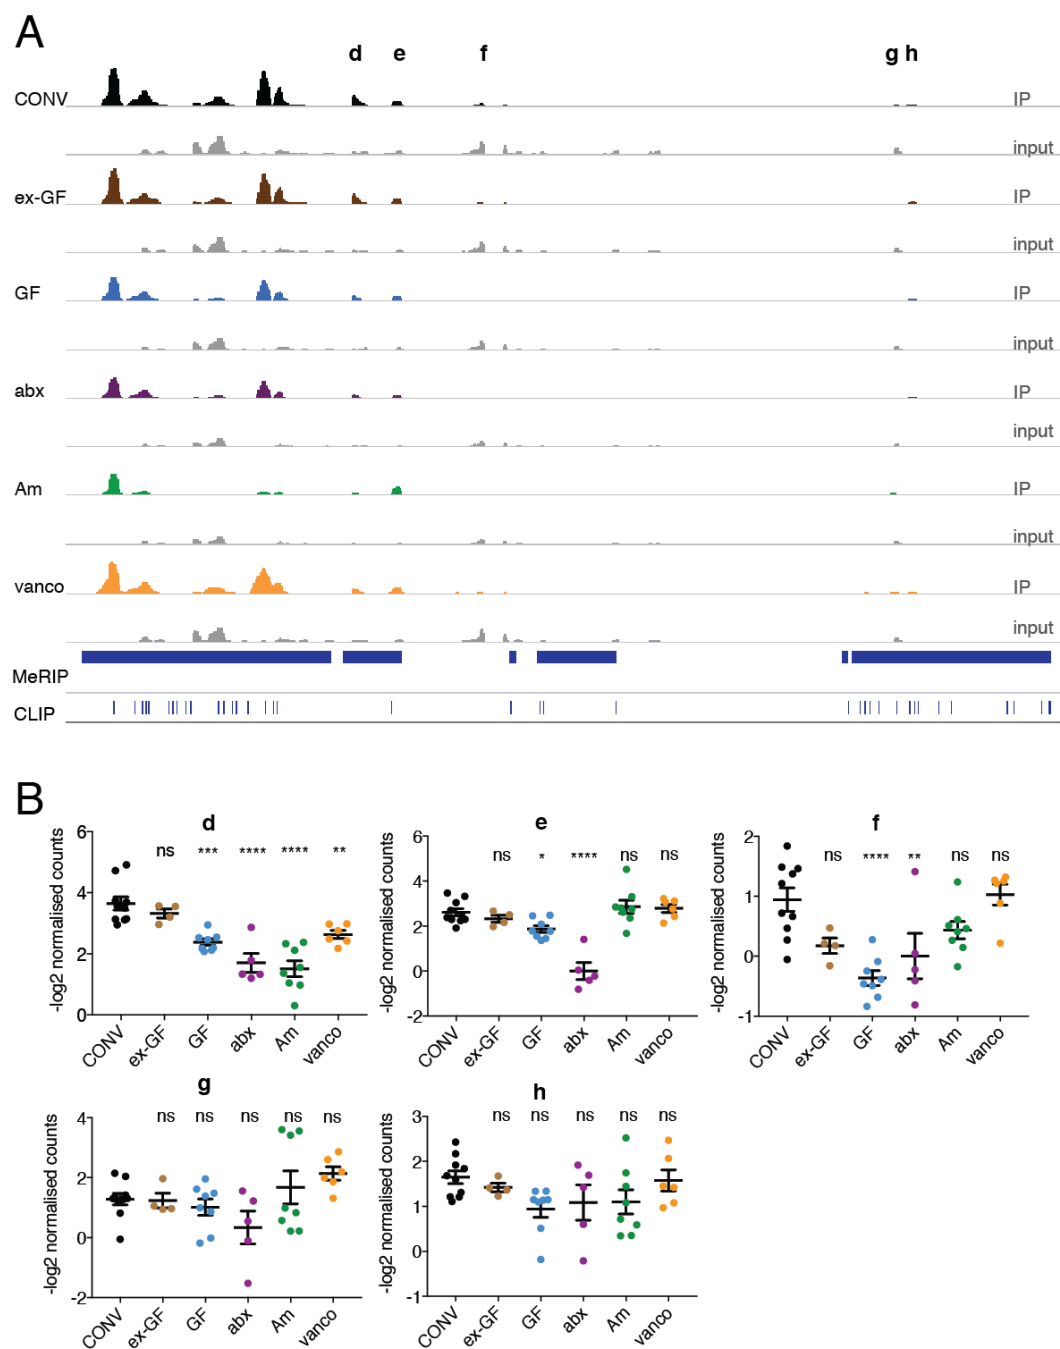 A
d e f g h
CONV IP
input
ex-GF IP
input
GF IP
input
abx IP
input
Am IP
input
vanco IP
input
MeRIP
CLIP
B
d
-log2 normalised counts
6
4
2
0
ns *** **** **** **
CONV ex-GF GF abx Am vanco
e
-log2 normalised counts
6
4
2
0
-2
ns * **** ns ns
CONV ex-GF GF abx Am vanco
f
-log2 normalised counts
2
1
0
-1
ns **** ** ns ns
CONV ex-GF GF abx Am vanco
g
-log2 normalised counts
4
2
0
-2
ns ns ns ns ns
CONV ex-GF GF abx Am vanco
h
-log2 normalised counts
3
2
1
0
-1
ns ns ns ns ns
CONV ex-GF GF abx Am vanco